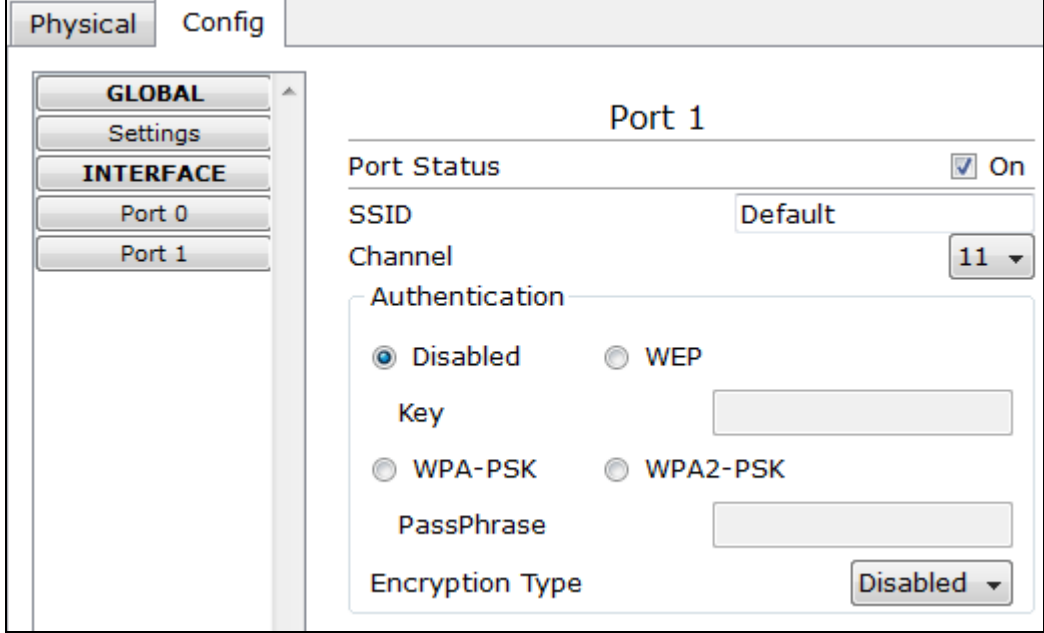 Physical Config
GLOBAL
Settings
INTERFACE
Port 0
Port 1
Port 1
Port Status On
SSID Default
Channel 11
Authentication
Disabled WEP
Key
WPA-PSK WPA2-PSK
PassPhrase
Encryption Type Disabled